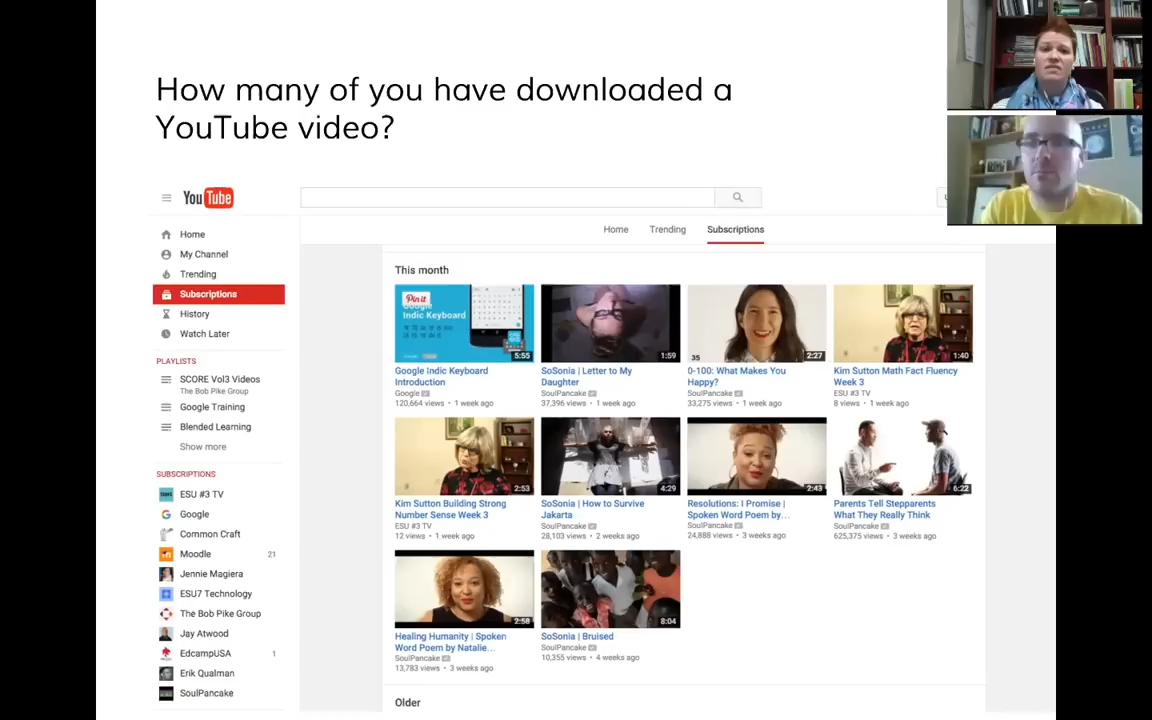 How many of you have downloaded a
YouTube video?
YouTube
Home
Trending
Subscriptions
Home
My Channel
Trending
Subscriptions
History
Watch Later
PLAYLISTS
SCORE Vol3 Videos
The Bob Pike Group
Google Training
Blended Learning
Show more
SUBSCRIPTIONS
ESU #3 TV
Google
Common Craft
Moodle 21
Jennie Magiera
ESU7 Technology
The Bob Pike Group
Jay Atwood
EdcampUSA 1
Erik Qualman
SoulPancake
This month
Pin it
Google
Indic Keyboard
5:55
Google Indic Keyboard
Introduction
Google
120,664 views • 1 week ago
1:59
SoSonia | Letter to My
Daughter
SoulPancake
37,396 views • 1 week ago
35
2:27
0-100: What Makes You
Happy?
SoulPancake
33,275 views • 1 week ago
1:40
Kim Sutton Math Fact Fluency
Week 3
ESU #3 TV
8 views • 1 week ago
2:53
Kim Sutton Building Strong
Number Sense Week 3
ESU #3 TV
12 views • 1 week ago
4:29
SoSonia | How to Survive
Jakarta
SoulPancake
28,103 views • 2 weeks ago
2:43
Resolutions: I Promise |
Spoken Word Poem by...
SoulPancake
24,888 views • 3 weeks ago
6:22
Parents Tell Stepparents
What They Really Think
SoulPancake
625,375 views • 3 weeks ago
2:58
Healing Humanity | Spoken
Word Poem by Natalie...
SoulPancake
13,783 views • 3 weeks ago
8:04
SoSonia | Bruised
SoulPancake
10,355 views • 4 weeks ago
Older